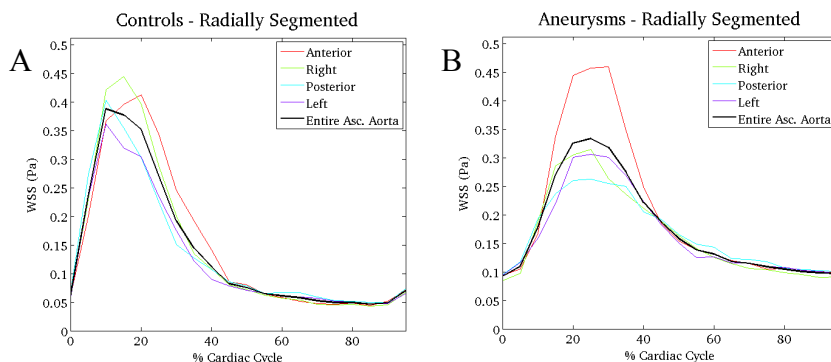 A
Controls - Radially Segmented
WSS (Pa)
0.5
0.45
0.4
0.35
0.3
0.25
0.2
0.15
0.1
0.05
0
0
20
40
60
80
% Cardiac Cycle
Anterior
Right
Posterior
Left
Entire Asc. Aorta
B
Aneurysms - Radially Segmented
WSS (Pa)
0.5
0.45
0.4
0.35
0.3
0.25
0.2
0.15
0.1
0.05
0
0
20
40
60
80
% Cardiac Cycle
Anterior
Right
Posterior
Left
Entire Asc. Aorta